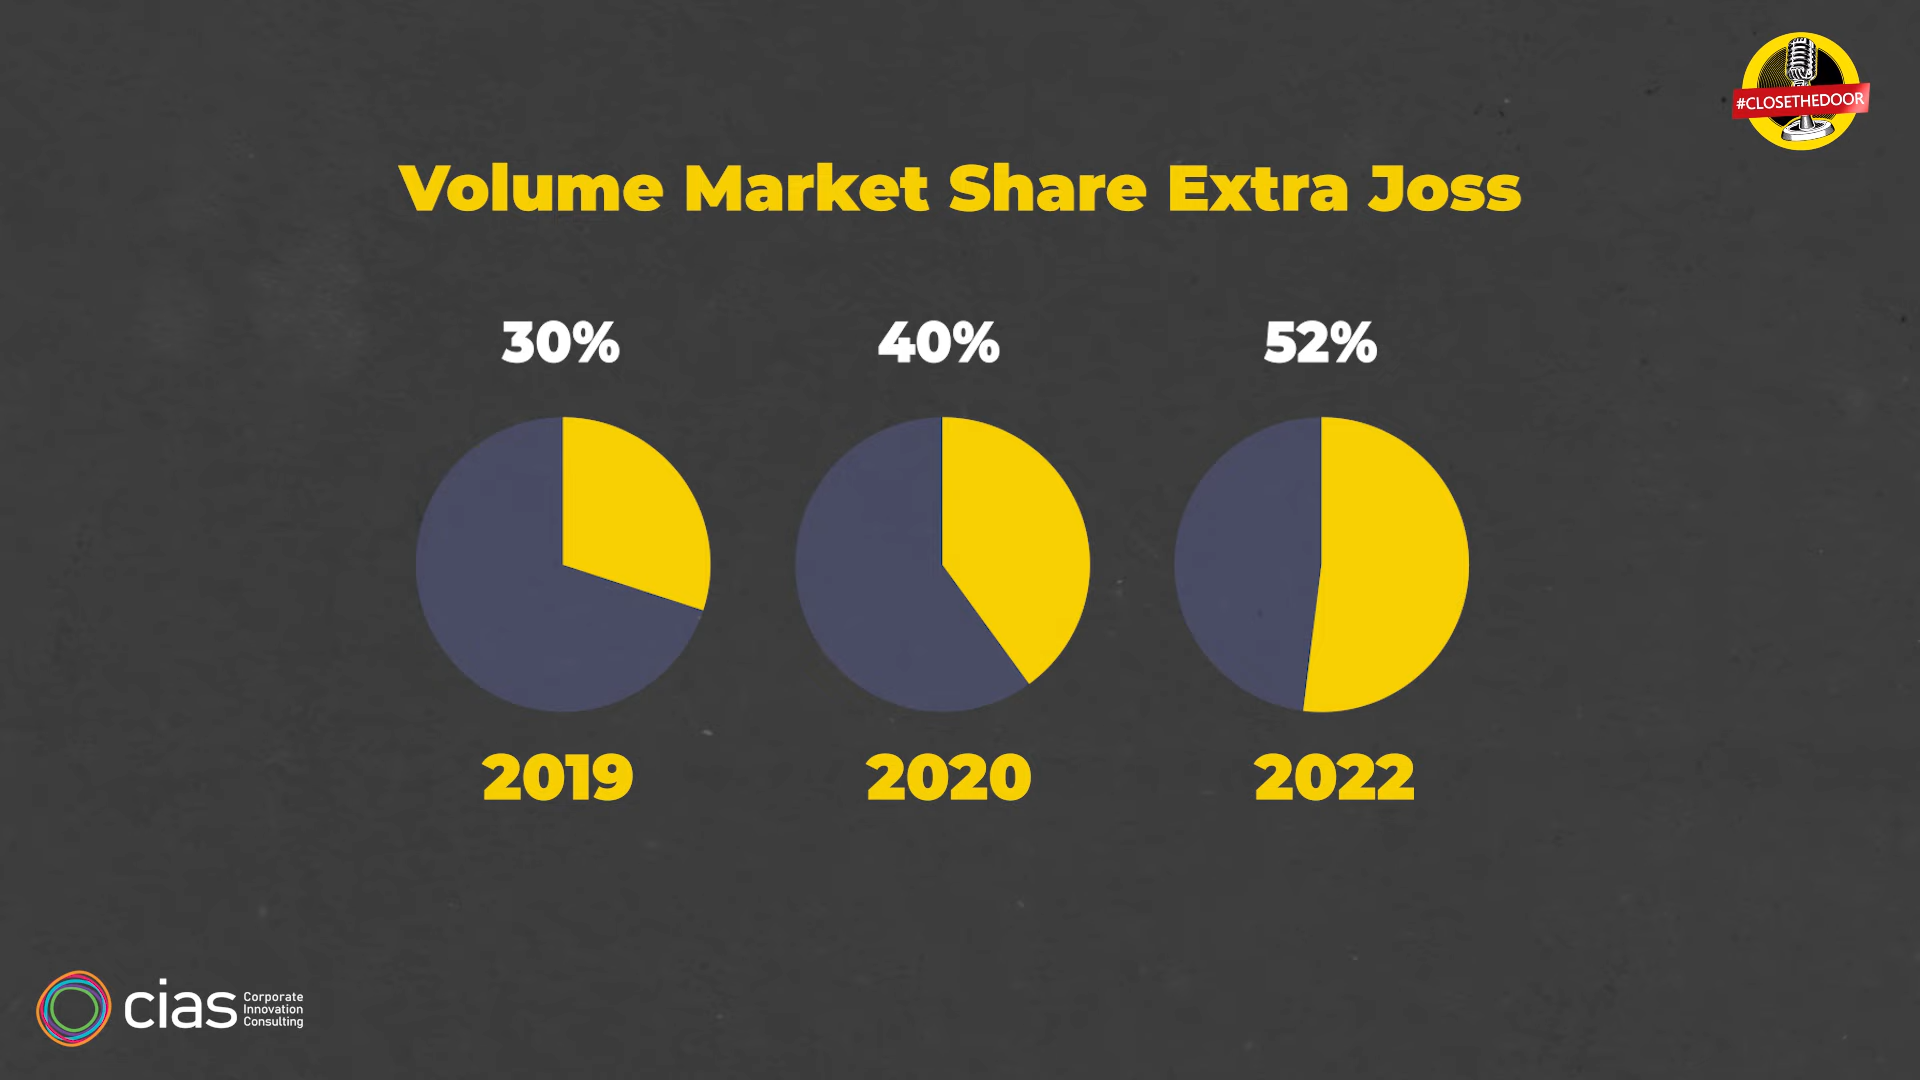 #CLOSETHEDOOR
Volume Market Share Extra Joss
30%
40%
52%
2019
2020
2022
cias
Corporate
Innovation
Consulting